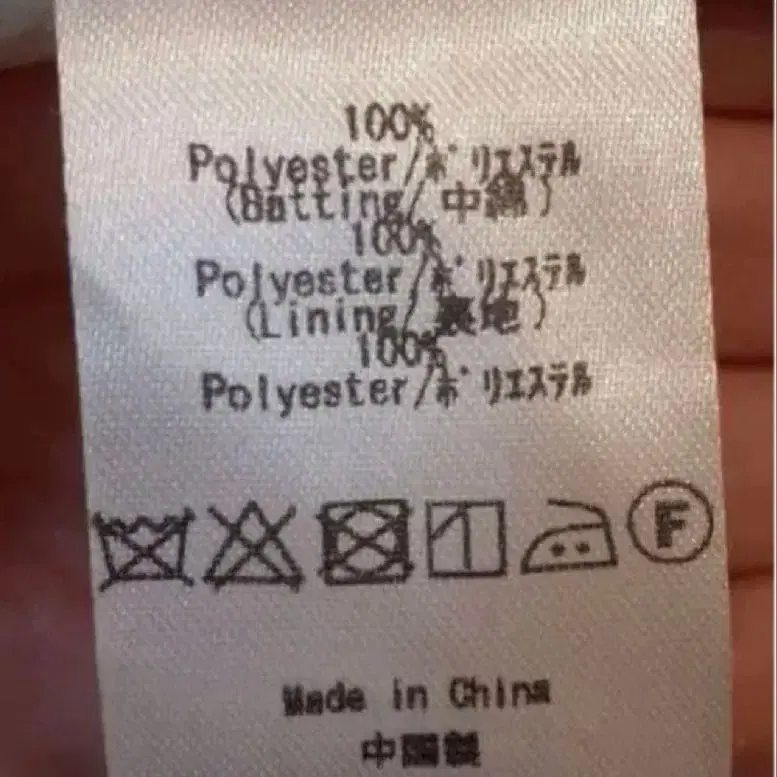 100%
Polyester/ポリエステル
(Batting/中綿)
100%
Polyester/ポリエステル
(Lining/裏地)
100%
Polyester/ポリエステル
F
Made in China
中国製